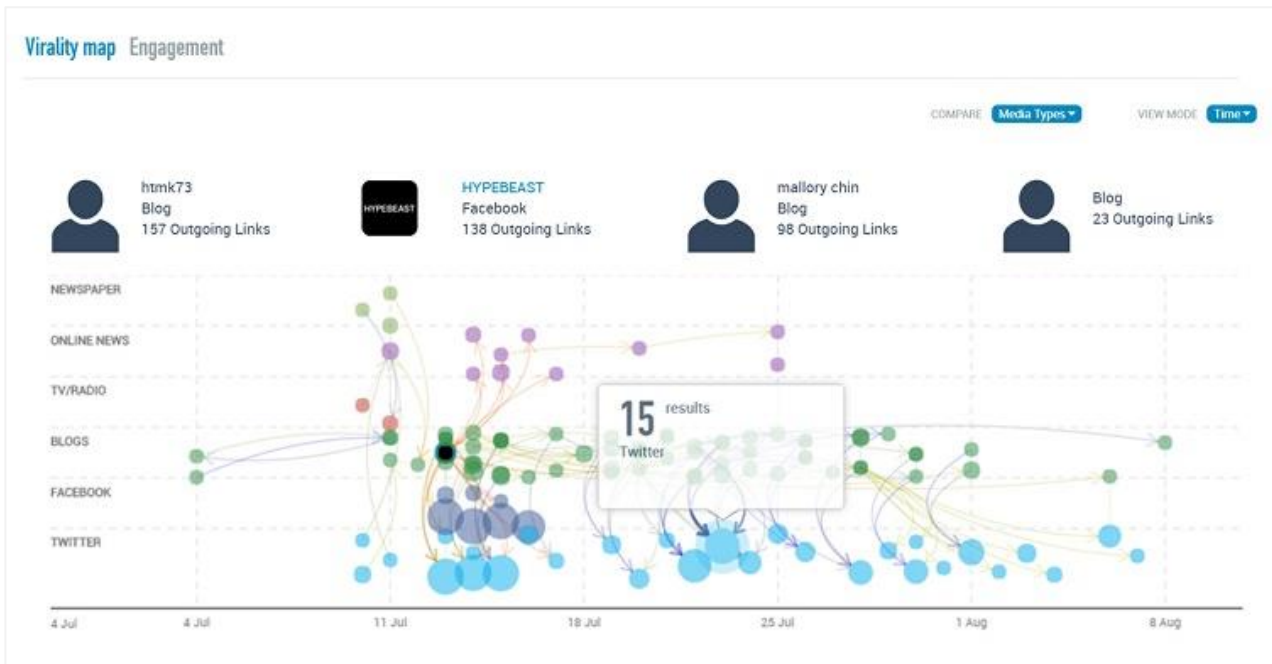 Virality map Engagement
COMPARE Media Types VIEW MODE Time
htmk73
Blog
157 Outgoing Links
HYPEBEAST
HYPEBEAST
Facebook
138 Outgoing Links
mallory chin
Blog
98 Outgoing Links
Blog
23 Outgoing Links
NEWSPAPER
ONLINE NEWS
TV/RADIO
BLOGS
FACEBOOK
TWITTER
15 results
Twitter
4 Jul 4 Jul 11 Jul 18 Jul 25 Jul 1 Aug 8 Aug